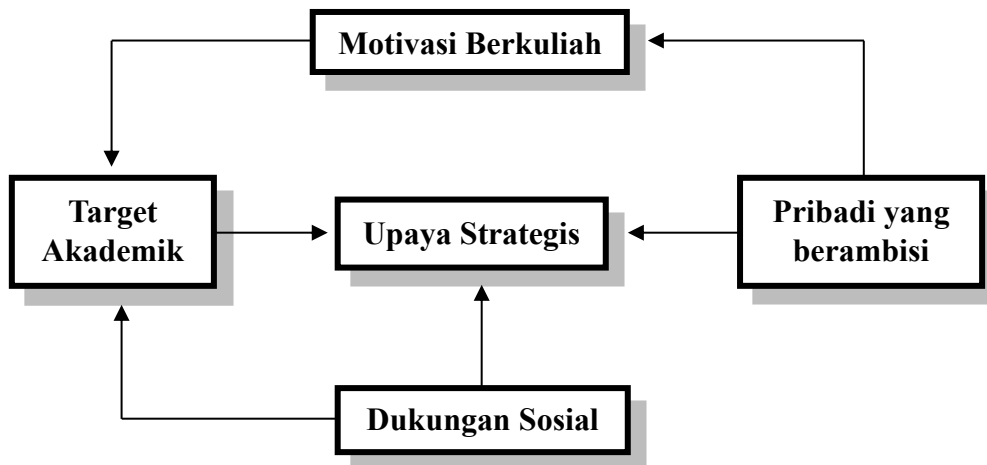 Motivasi Berkuliah
Target
Akademik
Upaya Strategis
Pribadi yang
berambisi
Dukungan Sosial